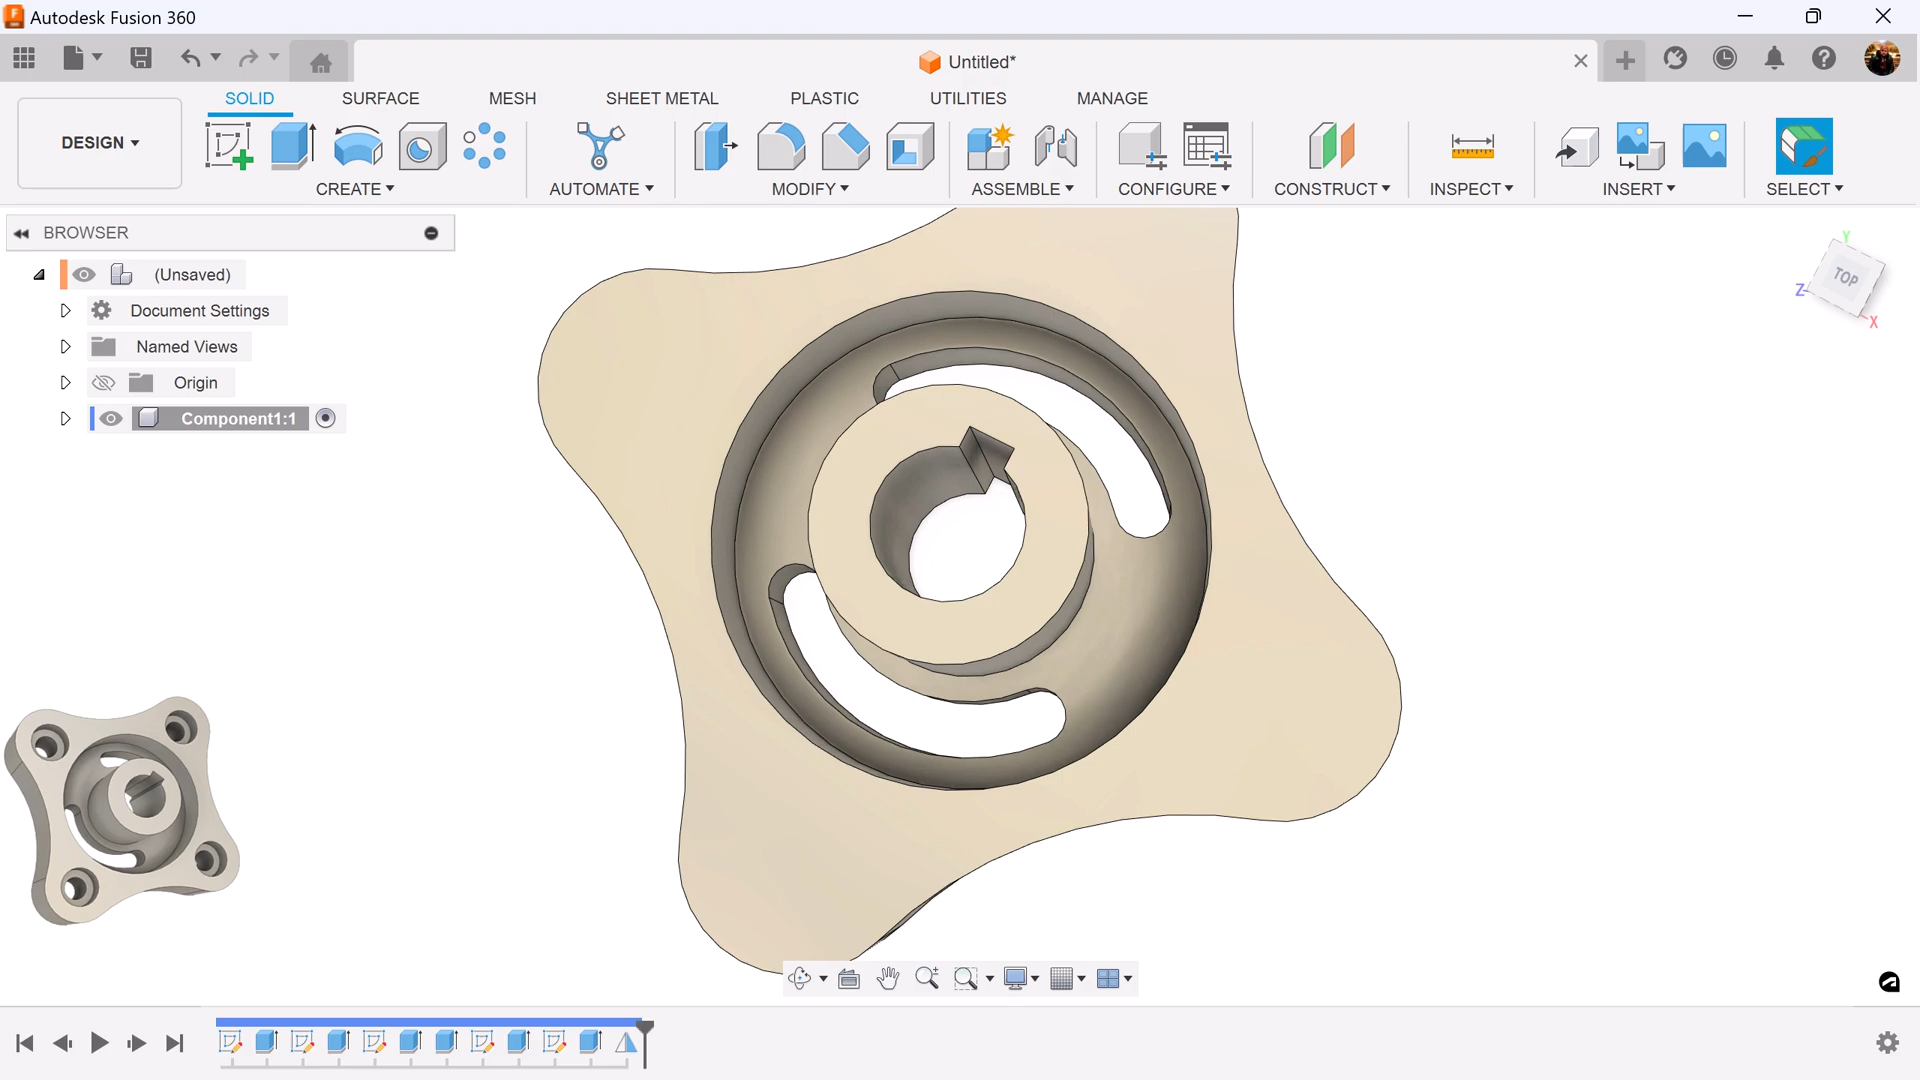 Autodesk Fusion 360
Untitled*
SOLID
SURFACE
MESH
SHEET METAL
PLASTIC
UTILITIES
MANAGE
DESIGN
CREATE
AUTOMATE
MODIFY
ASSEMBLE
CONFIGURE
CONSTRUCT
INSPECT
INSERT
SELECT
BROWSER
(Unsaved)
Document Settings
Named Views
Origin
Component1:1
Y
TOP
Z
X